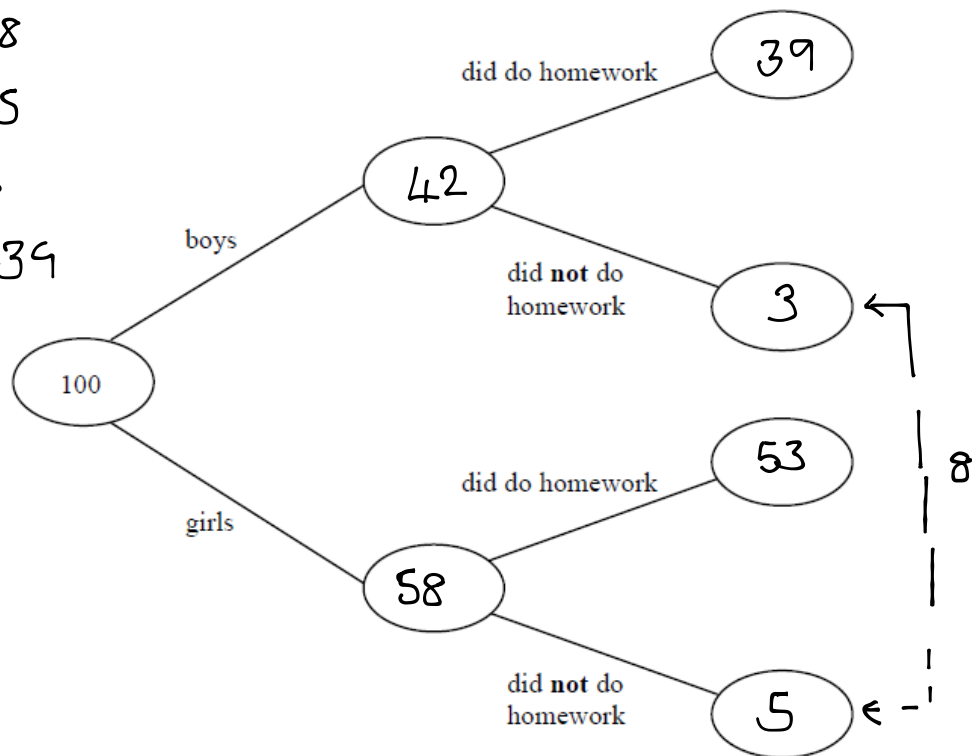 8
5
39
boys
girls
100
42
58
did do homework
did not do
homework
did do homework
did not do
homework
39
3
53
5
8